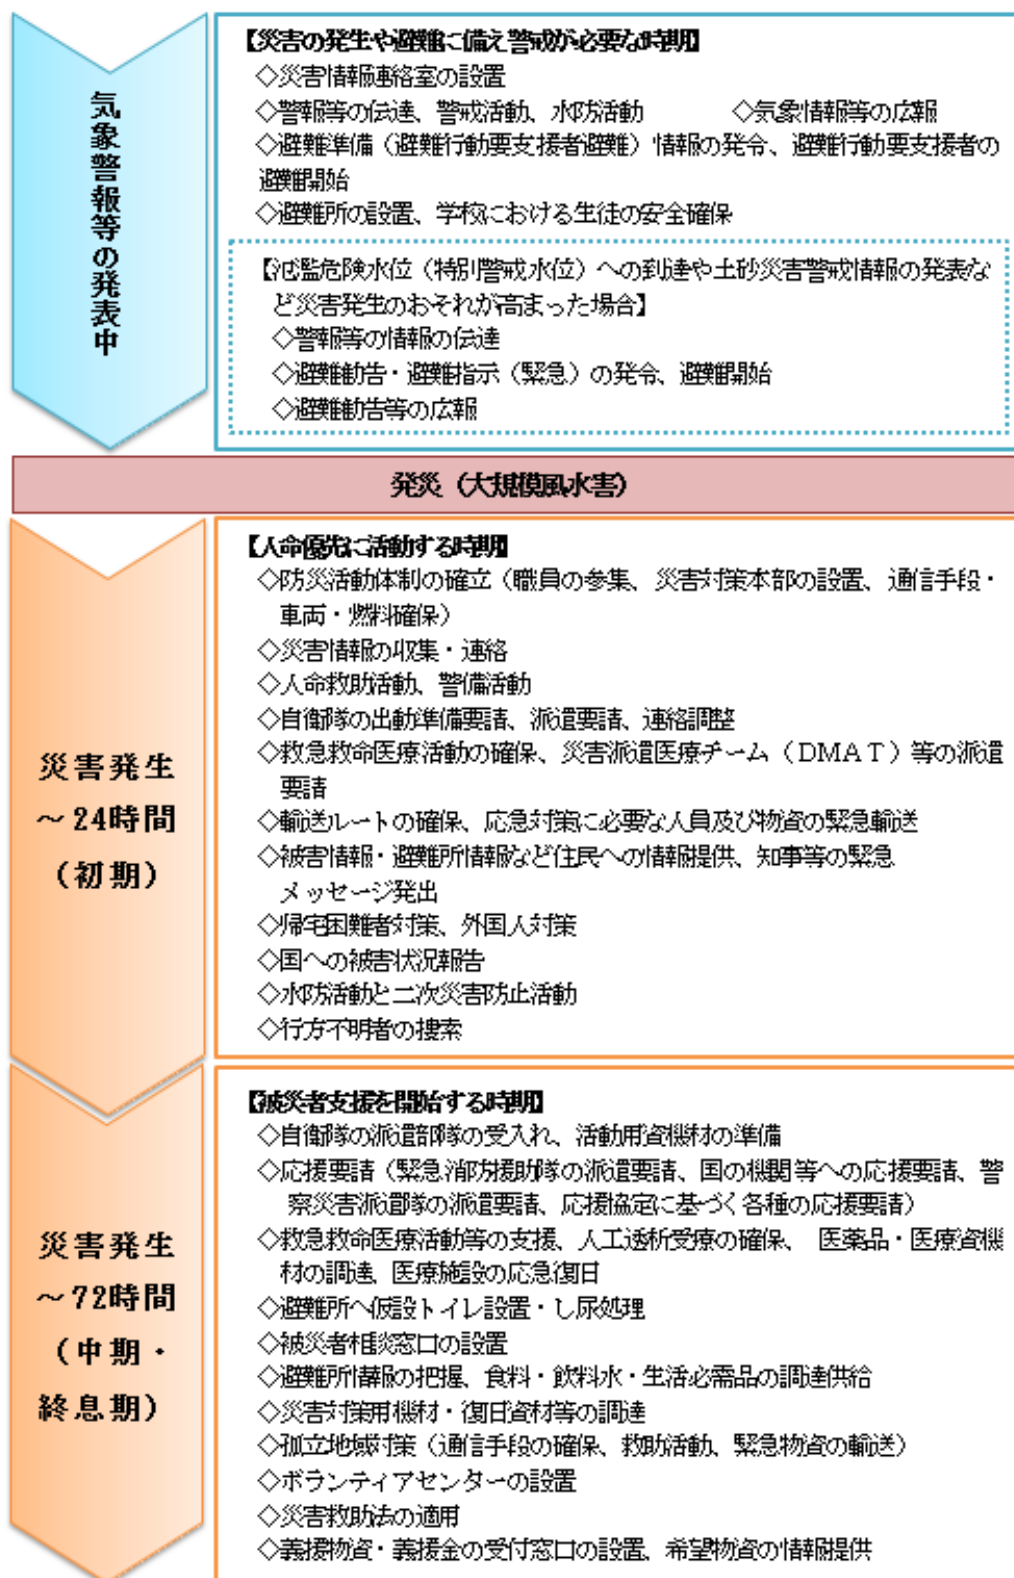 気象警報等の発表中
【災害の発生や避難に備え警戒が必要な時期】
◇災害情報連絡室の設置
◇警報等の伝達、警戒活動、水防活動　　　◇気象情報等の広報
◇避難準備（避難行動要支援者避難）情報の発令、避難行動要支援者の
避難開始
◇避難所の設置、学校における生徒の安全確保
【氾濫危険水位（特別警戒水位）への到達や土砂災害警戒情報の発表な
ど災害発生のおそれが高まった場合】
◇警報等の情報の伝達
◇避難勧告・避難指示（緊急）の発令、避難開始
◇避難勧告等の広報
発災（大規模風水害）
災害発生
～24時間
（初期）
【人命優先に活動する時期】
◇防災活動体制の確立（職員の参集、災害対策本部の設置、通信手段・
車両・燃料確保）
◇災害情報の収集・連絡
◇人命救助活動、警備活動
◇自衛隊の出動準備要請、派遣要請、連絡調整
◇救急救命医療活動の確保、災害派遣医療チーム（DMAT）等の派遣
要請
◇輸送ルートの確保、応急対策に必要な人員及び物資の緊急輸送
◇被害情報・避難所情報など住民への情報提供、知事等の緊急
メッセージ発出
◇帰宅困難者対策、外国人対策
◇国への被害状況報告
◇水防活動と二次災害防止活動
◇行方不明者の捜索
災害発生
～72時間
（中期・
終息期）
【被災者支援を開始する時期】
◇自衛隊の派遣部隊の受入れ、活動用資機材の準備
◇応援要請（緊急消防援助隊の派遣要請、国の機関等への応援要請、警
察災害派遣隊の派遣要請、応援協定に基づく各種の応援要請）
◇救急救命医療活動等の支援、人工透析受療の確保、 医薬品・医療資機
材の調達、医療施設の応急復旧
◇避難所へ仮設トイレ設置・し尿処理
◇被災者相談窓口の設置
◇避難所情報の把握、食料・飲料水・生活必需品の調達供給
◇災害対策用機材・復旧資材等の調達
◇孤立地域対策（通信手段の確保、救助活動、緊急物資の輸送）
◇ボランティアセンターの設置
◇災害救助法の適用
◇義援物資・義援金の受付窓口の設置、希望物資の情報提供